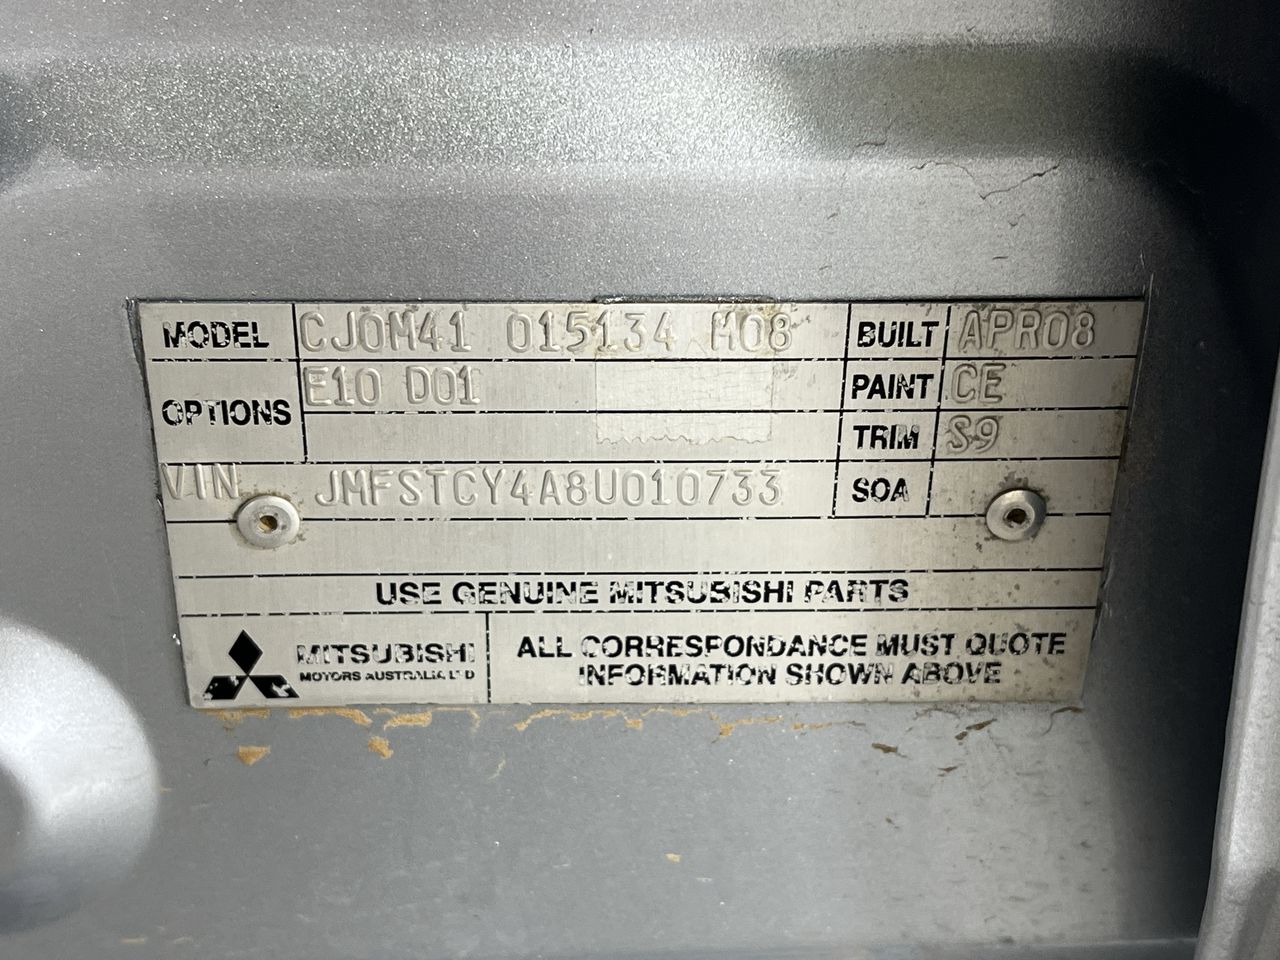 MODEL CJ0M41 015134 M08 BUILT APR08
OPTIONS E10 D01 PAINT CE
TRIM S9
VIN JMFSTCY4A8U010733 SOA
USE GENUINE MITSUBISHI PARTS
MITSUBISHI
MOTORS AUSTRALIA LTD
ALL CORRESPONDANCE MUST QUOTE
INFORMATION SHOWN ABOVE